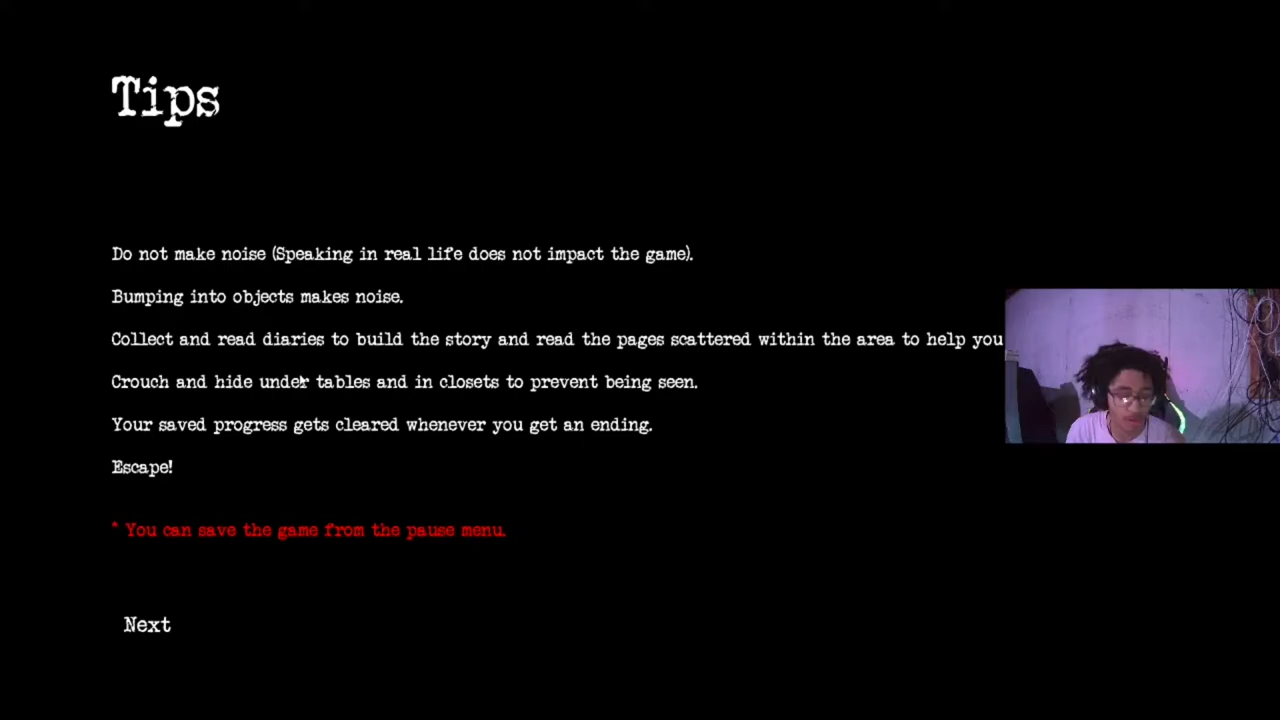 Tips
Do not make noise (Speaking in real life does not impact the game).
Bumping into objects makes noise.
Collect and read diaries to build the story and read the pages scattered within the area to help you
Crouch and hide under tables and in closets to prevent being seen.
Your saved progress gets cleared whenever you get an ending.
Escape!
* You can save the game from the pause menu.
Next